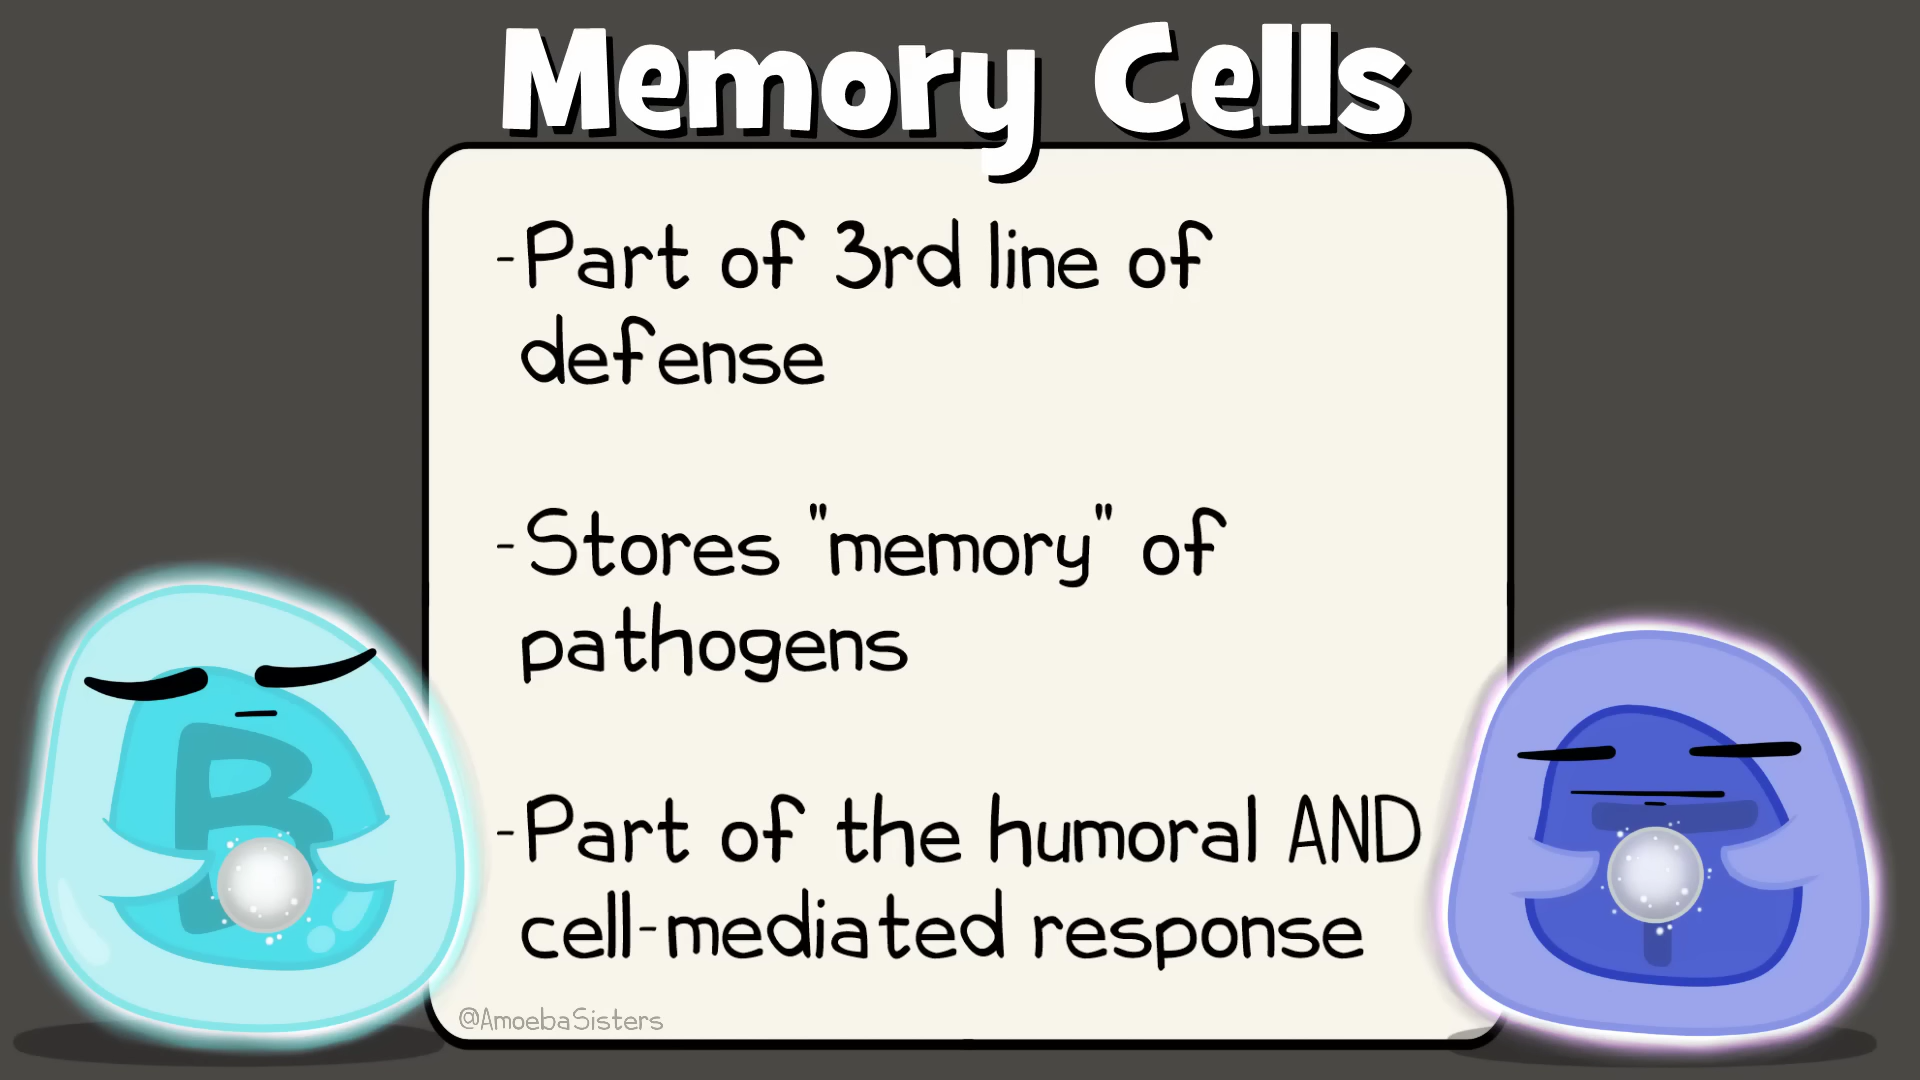 Memory Cells
-Part of 3rd line of
defense
-Stores "memory" of
pathogens
-Part of the humoral AND
cell-mediated response
@AmoebaSisters
B
T